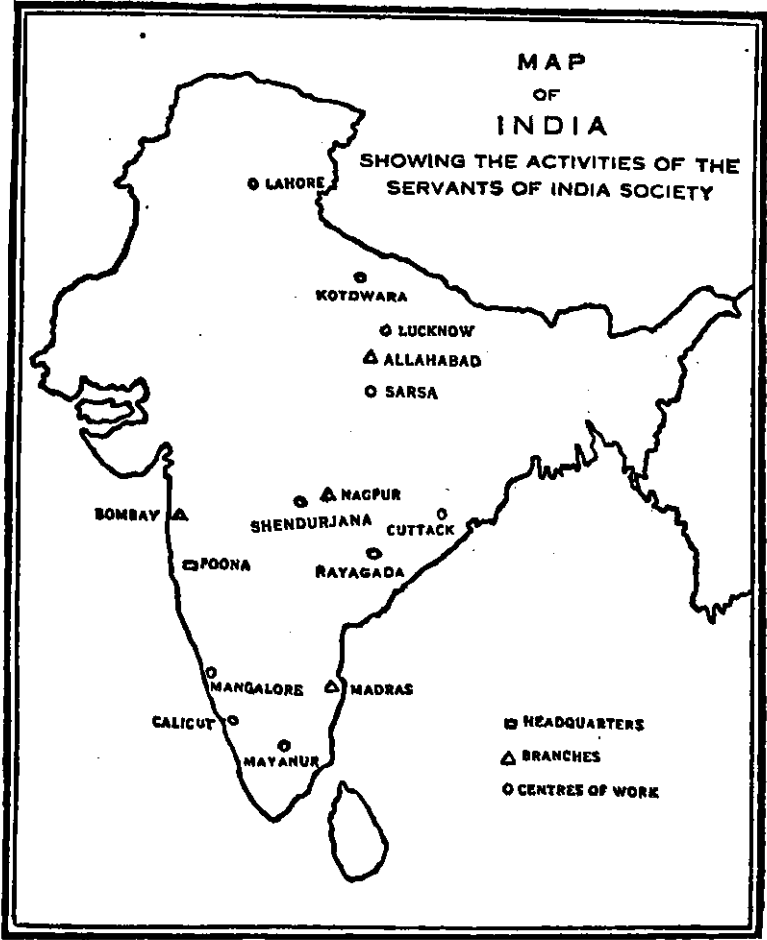 MAP
OF
INDIA
SHOWING THE ACTIVITIES OF THE
SERVANTS OF INDIA SOCIETY
LAHORE
KOTDWARA
LUCKNOW
ALLAHABAD
SARSA
NAGPUR
BOMBAY
SHENDURJANA
CUTTACK
POONA
RAYAGADA
MANGALORE
MADRAS
CALICUT
MAYANUR
HEADQUARTERS
BRANCHES
CENTRES OF WORK